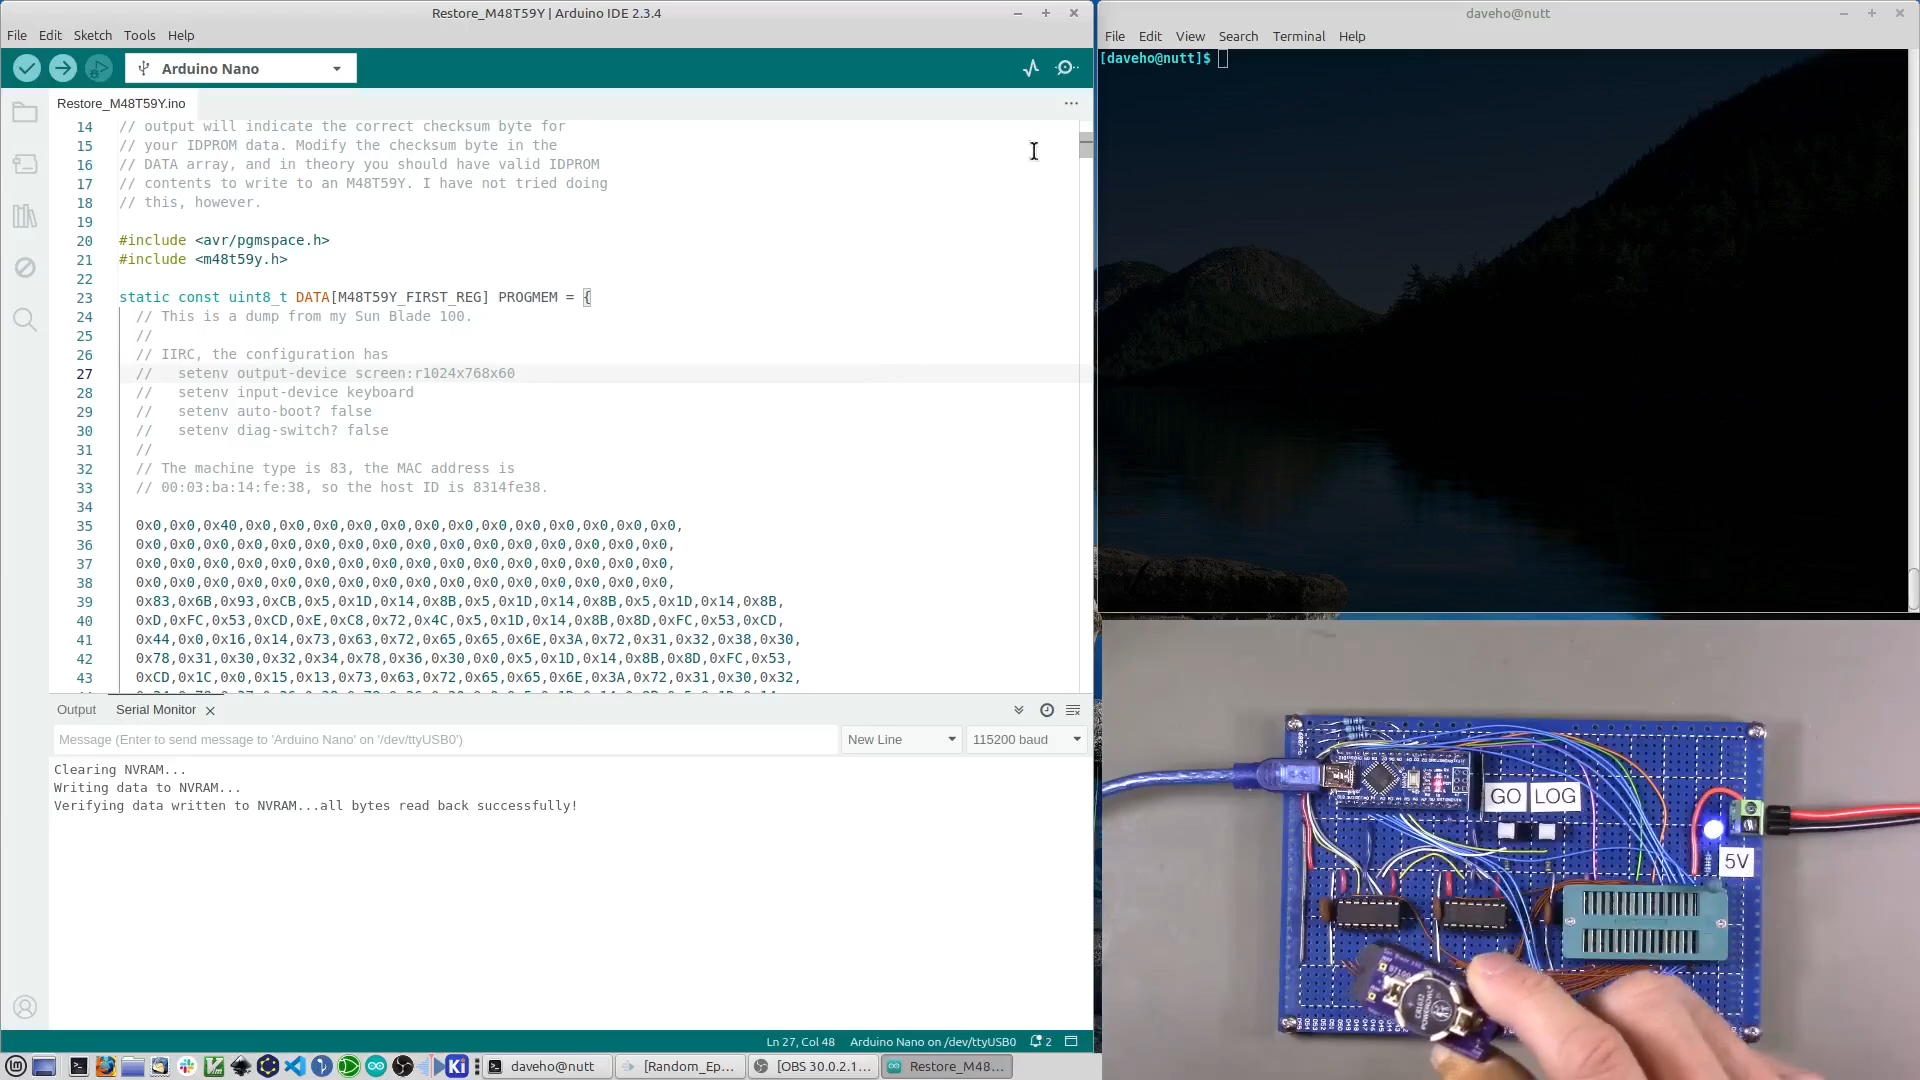 Restore_M48T59Y | Arduino IDE 2.3.4
File Edit Sketch Tools Help
Arduino Nano
Restore_M48T59Y.ino
14 // output will indicate the correct checksum byte for
15 // your IDPROM data. Modify the checksum byte in the
16 // DATA array, and in theory you should have valid IDPROM
17 // contents to write to an M48T59Y. I have not tried doing
18 // this, however.
19
20 #include <avr/pgmspace.h>
21 #include <m48t59y.h>
22
23 static const uint8_t DATA[M48T59Y_FIRST_REG] PROGMEM = {
24 // This is a dump from my Sun Blade 100.
25 //
26 // IIRC, the configuration has
27 // setenv output-device screen:r1024x768x60
28 // setenv input-device keyboard
29 // setenv auto-boot? false
30 // setenv diag-switch? false
31 //
32 // The machine type is 83, the MAC address is
33 // 00:03:ba:14:fe:38, so the host ID is 8314fe38.
34
35 0x0,0x0,0x40,0x0,0x0,0x0,0x0,0x0,0x0,0x0,0x0,0x0,0x0,0x0,0x0,0x0,
36 0x0,0x0,0x0,0x0,0x0,0x0,0x0,0x0,0x0,0x0,0x0,0x0,0x0,0x0,0x0,0x0,
37 0x0,0x0,0x0,0x0,0x0,0x0,0x0,0x0,0x0,0x0,0x0,0x0,0x0,0x0,0x0,0x0,
38 0x0,0x0,0x0,0x0,0x0,0x0,0x0,0x0,0x0,0x0,0x0,0x0,0x0,0x0,0x0,0x0,
39 0x83,0x6B,0x93,0xCB,0x5,0x1D,0x14,0x8B,0x5,0x1D,0x14,0x8B,0x5,0x1D,0x14,0x8B,
40 0xD,0xFC,0x53,0xCD,0xE,0xC8,0x72,0x4C,0x5,0x1D,0x14,0x8B,0x8D,0xFC,0x53,0xCD,
41 0x44,0x0,0x16,0x14,0x73,0x63,0x72,0x65,0x65,0x6E,0x3A,0x72,0x31,0x32,0x38,0x30,
42 0x78,0x31,0x30,0x32,0x34,0x78,0x36,0x30,0x0,0x5,0x1D,0x14,0x8B,0x8D,0xFC,0x53,
43 0xCD,0x1C,0x0,0x15,0x13,0x73,0x63,0x72,0x65,0x65,0x6E,0x3A,0x72,0x31,0x30,0x32,
Output Serial Monitor
Message (Enter to send message to 'Arduino Nano' on '/dev/ttyUSB0')
New Line
115200 baud
Clearing NVRAM...
Writing data to NVRAM...
Verifying data written to NVRAM...all bytes read back successfully!
Ln 27, Col 48 Arduino Nano on /dev/ttyUSB0 2
daveho@nutt
File Edit View Search Terminal Help
[daveho@nutt]$
GO LOG
5V
Ki
daveho@nutt
[Random_Ep...
[OBS 30.0.2.1...
Restore_M48...